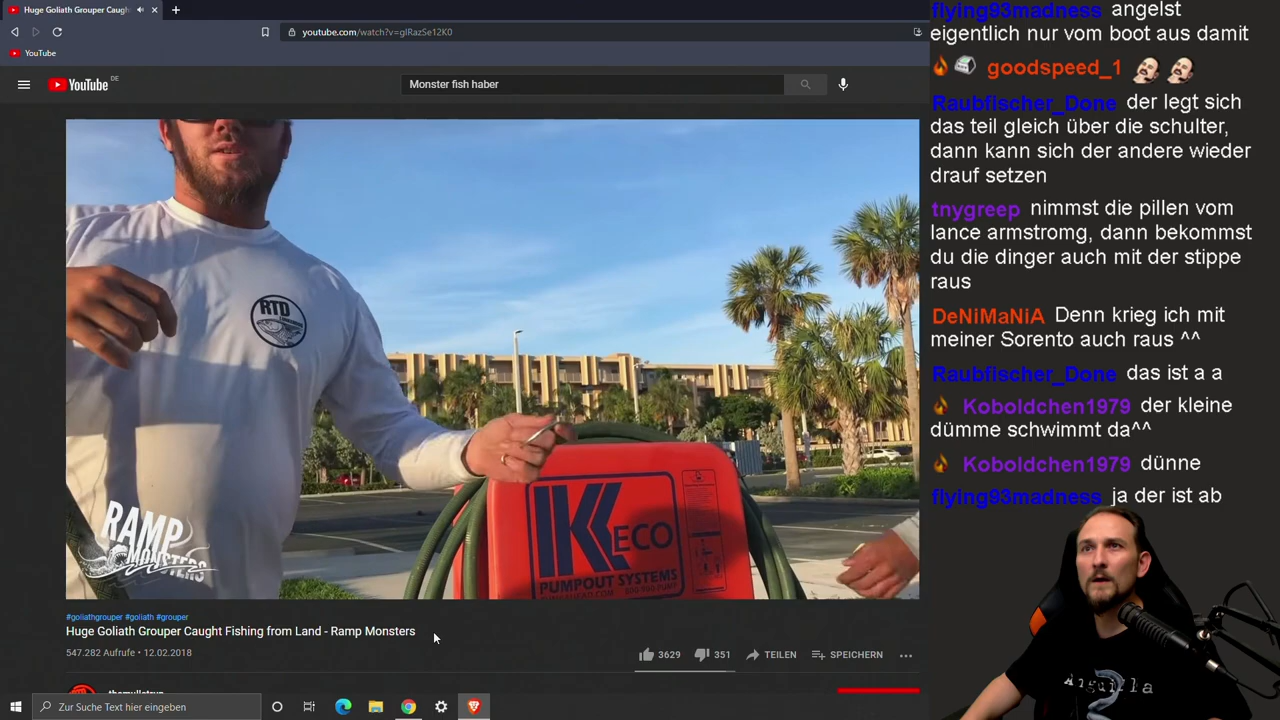 Huge Goliath Grouper Caugh
youtube.com/watch?v=gIRazSe12K0
YouTube
YouTube DE
Monster fish haber
RTD
RAMP
MONSTERS
KECO
PUMPOUT SYSTEMS
#goliathgrouper #goliath #grouper
Huge Goliath Grouper Caught Fishing from Land - Ramp Monsters
547.282 Aufrufe • 12.02.2018
3629
351
TEILEN
SPEICHERN
Zur Suche Text hier eingeben
flying93madness angelst
eigentlich nur vom boot aus damit
goodspeed_1
Raubfischer_Done der legt sich
das teil gleich über die schulter,
dann kann sich der andere wieder
drauf setzen
tnygreep nimmst die pillen vom
lance armstromg, dann bekommst
du die dinger auch mit der stippe
raus
DeNiMaNiA Denn krieg ich mit
meiner Sorento auch raus ^^
Raubfischer_Done das ist a a
Koboldchen1979 der kleine
dümme schwimmt da^^
Koboldchen1979 dünne
flying93madness ja der ist ab
Anguilla